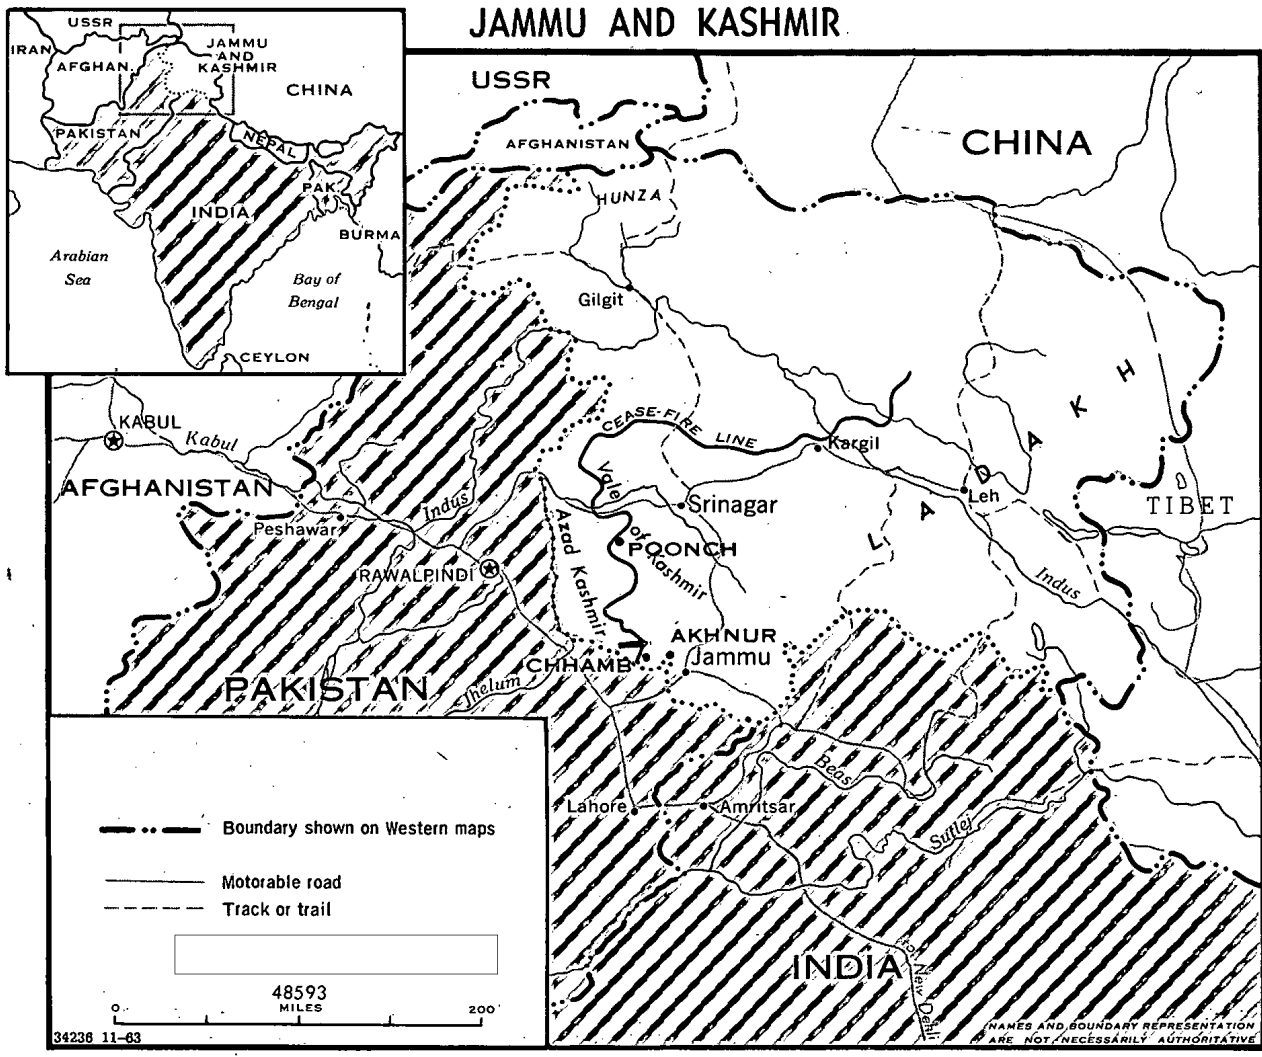 JAMMU AND KASHMIR
USSR
IRAN
AFGHAN.
JAMMU
AND
KASHMIR
CHINA
PAKISTAN
NEPAL
PAK.
INDIA
BURMA
Arabian
Sea
Bay of
Bengal
CEYLON
USSR
AFGHANISTAN
CHINA
HUNZA
Gilgit
KABUL
Kabul
CEASE-FIRE LINE
Kargil
LADAKH
AFGHANISTAN
Indus
Vale of Kashmir
Srinagar
Leh
TIBET
Peshawar
Azad Kashmir
POONCH
RAWALPINDI
Indus
AKHNUR
CHHAMB
Jammu
PAKISTAN
Jhelum
Beas
Lahore
Amritsar
Sutlej
Boundary shown on Western maps
Motorable road
Track or trail
INDIA
to New Dehli
48593
MILES
0 200
34236 11-63
NAMES AND BOUNDARY REPRESENTATION
ARE NOT NECESSARILY AUTHORITATIVE